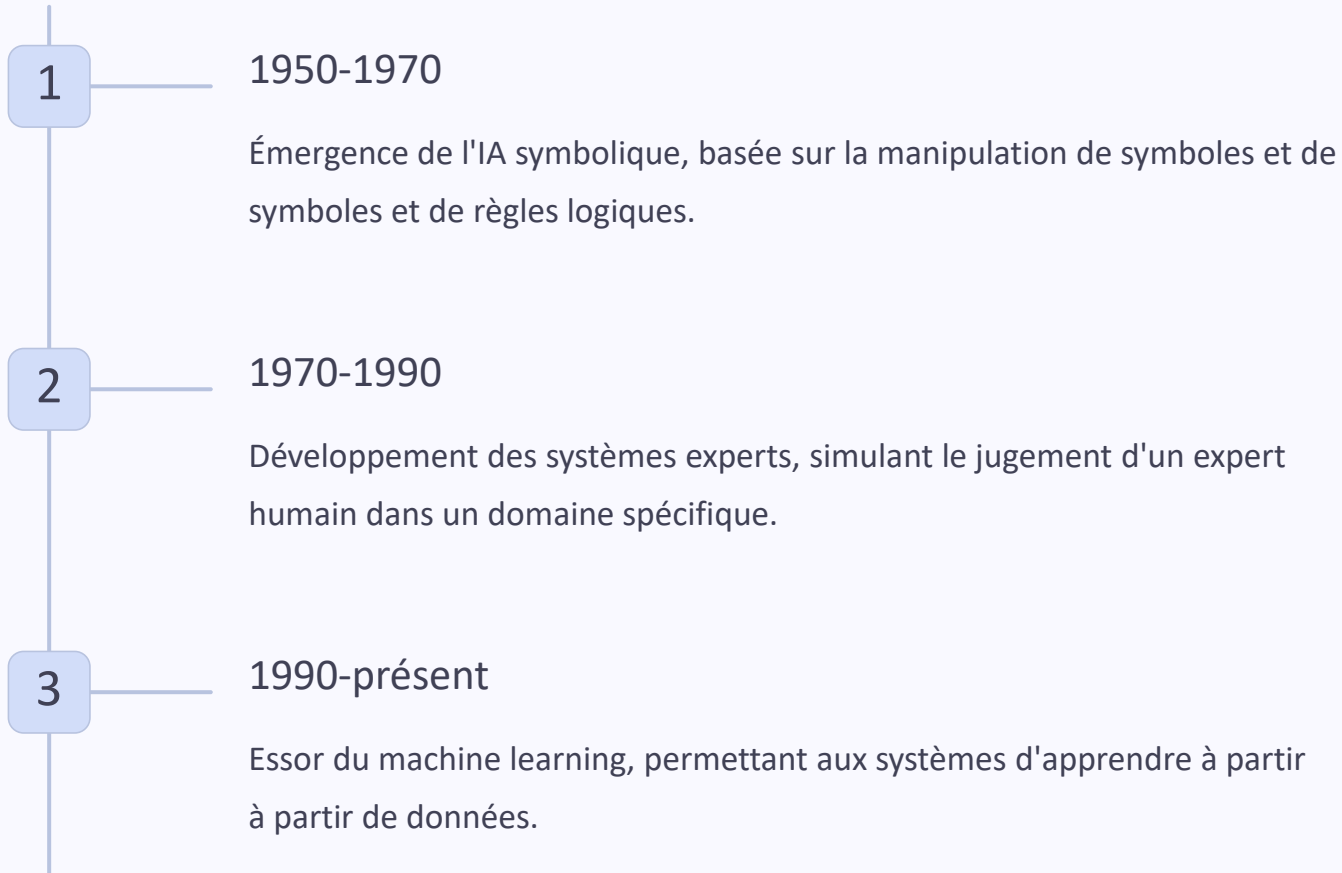 1
1950-1970
Émergence de l'IA symbolique, basée sur la manipulation de symboles et de
symboles et de règles logiques.
2
1970-1990
Développement des systèmes experts, simulant le jugement d'un expert
humain dans un domaine spécifique.
3
1990-présent
Essor du machine learning, permettant aux systèmes d'apprendre à partir
à partir de données.